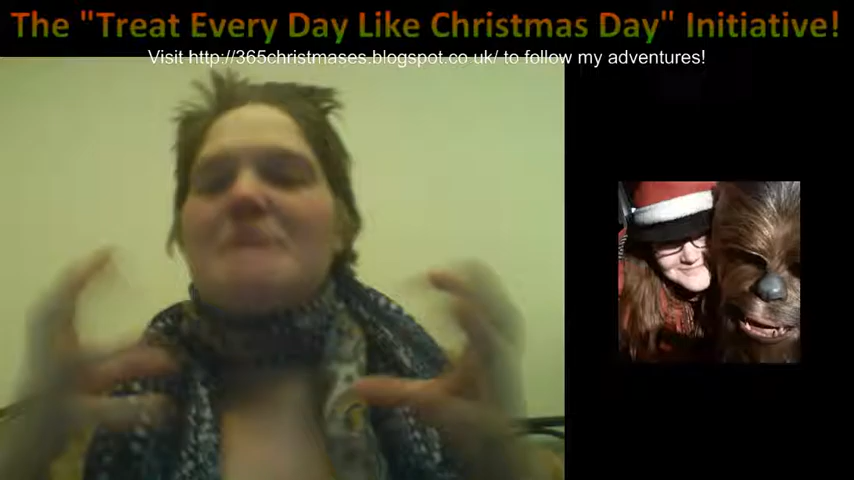 The "Treat Every Day Like Christmas Day" Initiative!
Visit http://365christmases.blogspot.co.uk/ to follow my adventures!